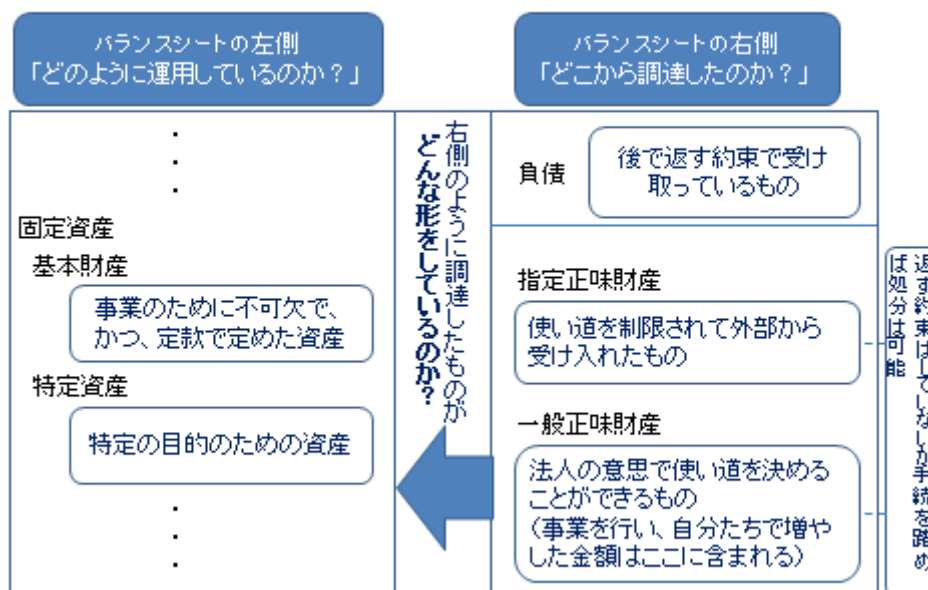 バランスシートの左側
「どのように運用しているのか？」
バランスシートの右側
「どこから調達したのか？」
・
・
・
固定資産
基本財産
事業のために不可欠で、
かつ、定款で定めた資産
特定資産
特定の目的のための資産
・
・
・
右側のように調達したものが
どんな形をしているのか？
負債
後で返す約束で受け
取っているもの
指定正味財産
使い道を制限されて外部から
受け入れたもの
一般正味財産
法人の意思で使い道を決める
ことができるもの
（事業を行い、自分たちで増や
した金額はここに含まれる）
返す約束はしていないが手続を踏め
ば処分は可能